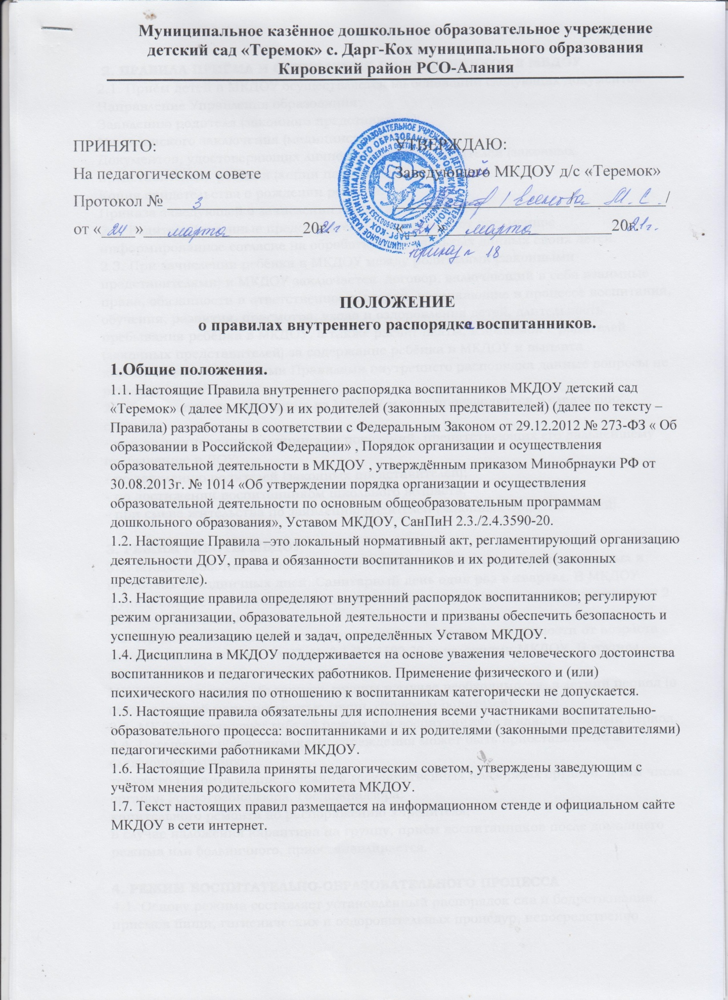 Муниципальное казённое дошкольное образовательное учреждение
детский сад «Теремок» с. Дарг-Кох муниципального образования
Кировский район РСО-Алания
ПРИНЯТО:
На педагогическом совете
Протокол № 3
от « 24 » марта 2021г.
УТВЕРЖДАЮ:
Заведующей МКДОУ д/с «Теремок»
М. С. /
« 24 » марта 2021г.
приказ № 18
ПОЛОЖЕНИЕ
о правилах внутреннего распорядка воспитанников.
1.Общие положения.
1.1. Настоящие Правила внутреннего распорядка воспитанников МКДОУ детский сад
«Теремок» ( далее МКДОУ) и их родителей (законных представителей) (далее по тексту –
Правила) разработаны в соответствии с Федеральным Законом от 29.12.2012 № 273-ФЗ « Об
образовании в Российской Федерации» , Порядок организации и осуществления
образовательной деятельности в МКДОУ , утверждённым приказом Минобрнауки РФ от
30.08.2013г. № 1014 «Об утверждении порядка организации и осуществления
образовательной деятельности по основным общеобразовательным программам
дошкольного образования», Уставом МКДОУ, СанПиН 2.3./2.4.3590-20.
1.2. Настоящие Правила –это локальный нормативный акт, регламентирующий организацию
деятельности ДОУ, права и обязанности воспитанников и их родителей (законных
представителе).
1.3. Настоящие правила определяют внутренний распорядок воспитанников; регулируют
режим организации, образовательной деятельности и призваны обеспечить безопасность и
успешную реализацию целей и задач, определённых Уставом МКДОУ.
1.4. Дисциплина в МКДОУ поддерживается на основе уважения человеческого достоинства
воспитанников и педагогических работников. Применение физического и (или)
психического насилия по отношению к воспитанникам категорически не допускается.
1.5. Настоящие правила обязательны для исполнения всеми участниками воспитательно-
образовательного процесса: воспитанниками и их родителями (законными представителями)
педагогическими работниками МКДОУ.
1.6. Настоящие Правила приняты педагогическим советом, утверждены заведующим с
учётом мнения родительского комитета МКДОУ.
1.7. Текст настоящих правил размещается на информационном стенде и официальном сайте
МКДОУ в сети интернет.